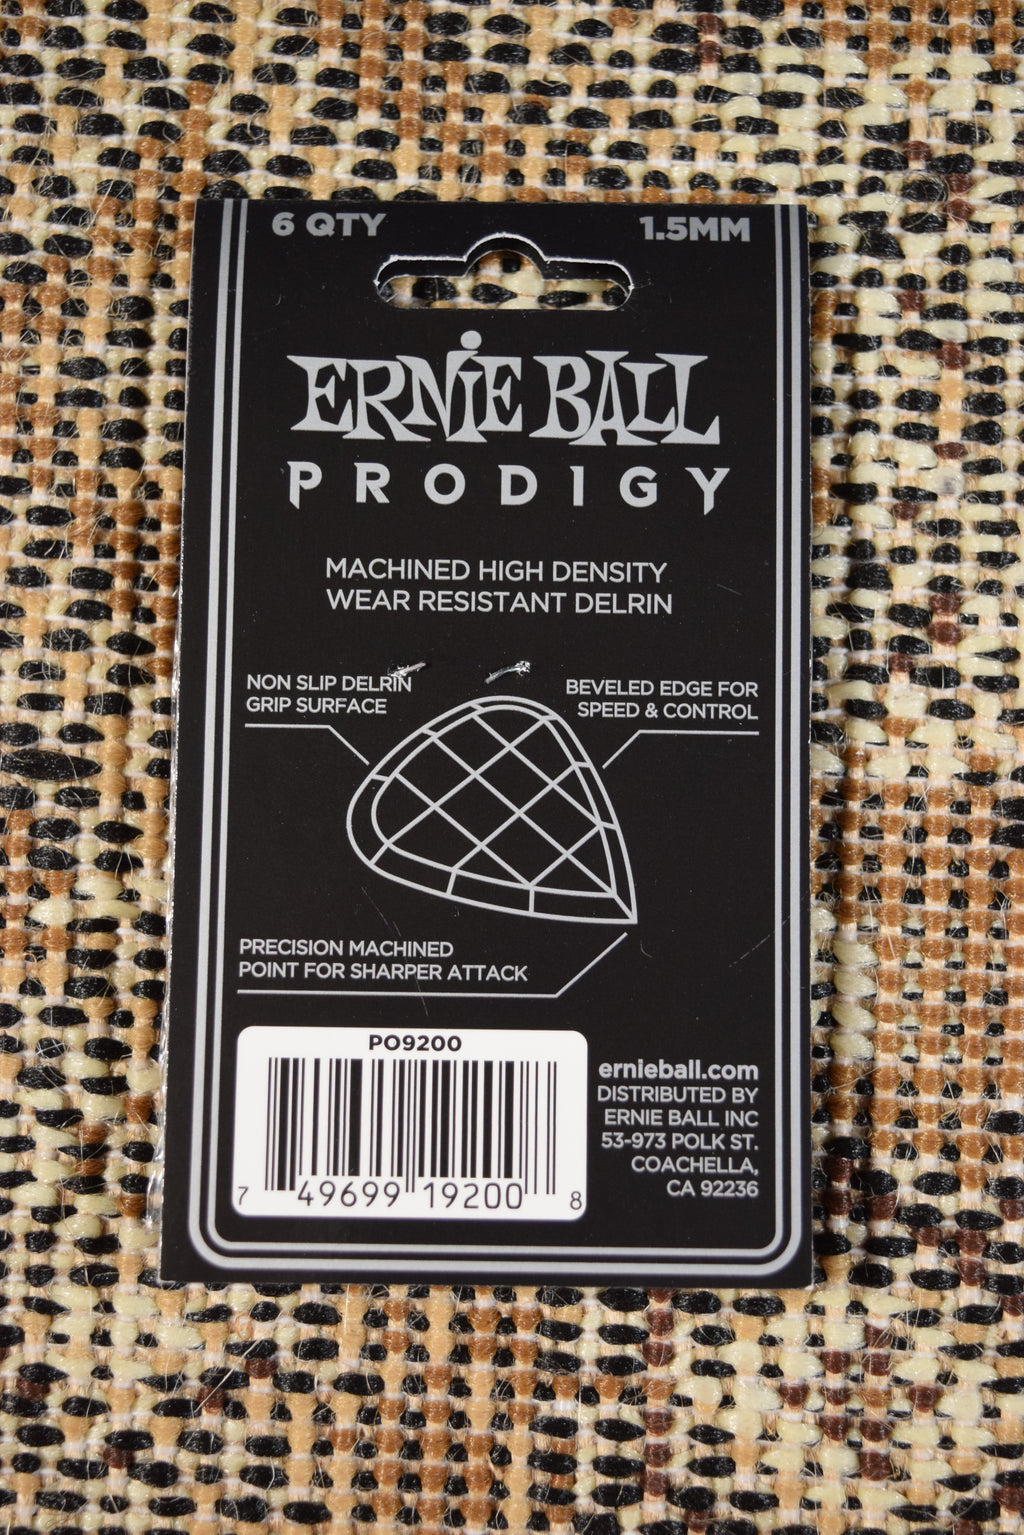 6 QTY 1.5MM
ERNiE BALL
PRODIGY
MACHINED HIGH DENSITY
WEAR RESISTANT DELRIN
NON SLIP DELRIN
GRIP SURFACE
BEVELED EDGE FOR
SPEED & CONTROL
PRECISION MACHINED
POINT FOR SHARPER ATTACK
PO9200
7 49699 19200 8
ernieball.com
DISTRIBUTED BY
ERNIE BALL INC
53-973 POLK ST.
COACHELLA,
CA 92236